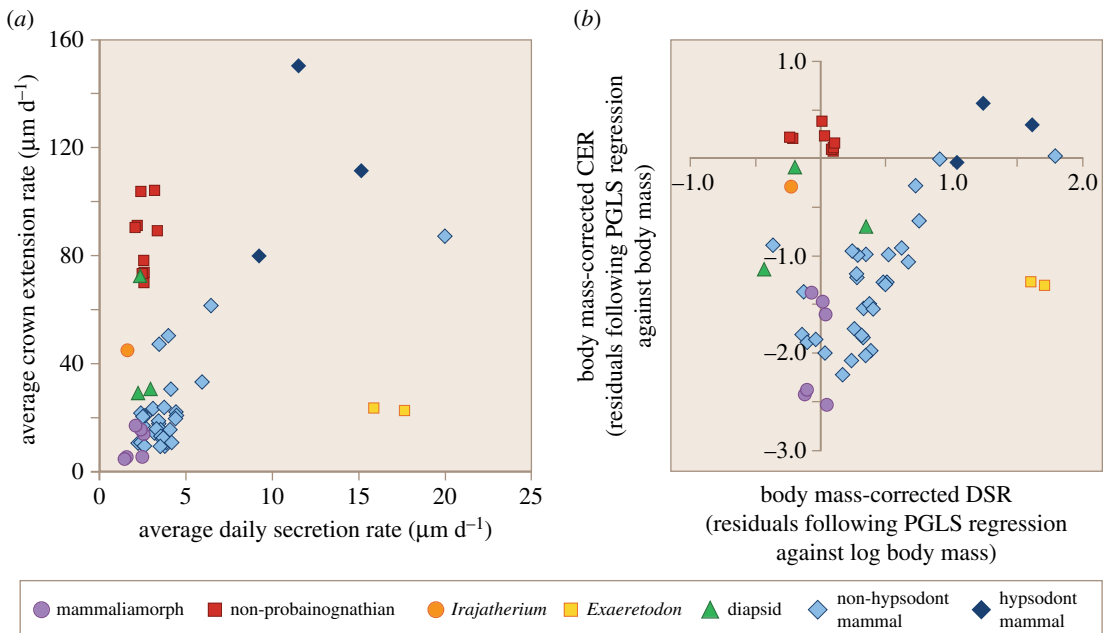 (a)
160
120
80
40
0
0
5
10
15
20
25
average crown extension rate (μm d–1)
average daily secretion rate (μm d–1)
(b)
1.0
–1.0
1.0
2.0
–1.0
–2.0
–3.0
body mass-corrected CER
(residuals following PGLS regression
against body mass)
body mass-corrected DSR
(residuals following PGLS regression
against log body mass)
mammaliamorph
non-probainognathian
Irajatherium
Exaeretodon
diapsid
non-hypsodont
mammal
hypsodont
mammal